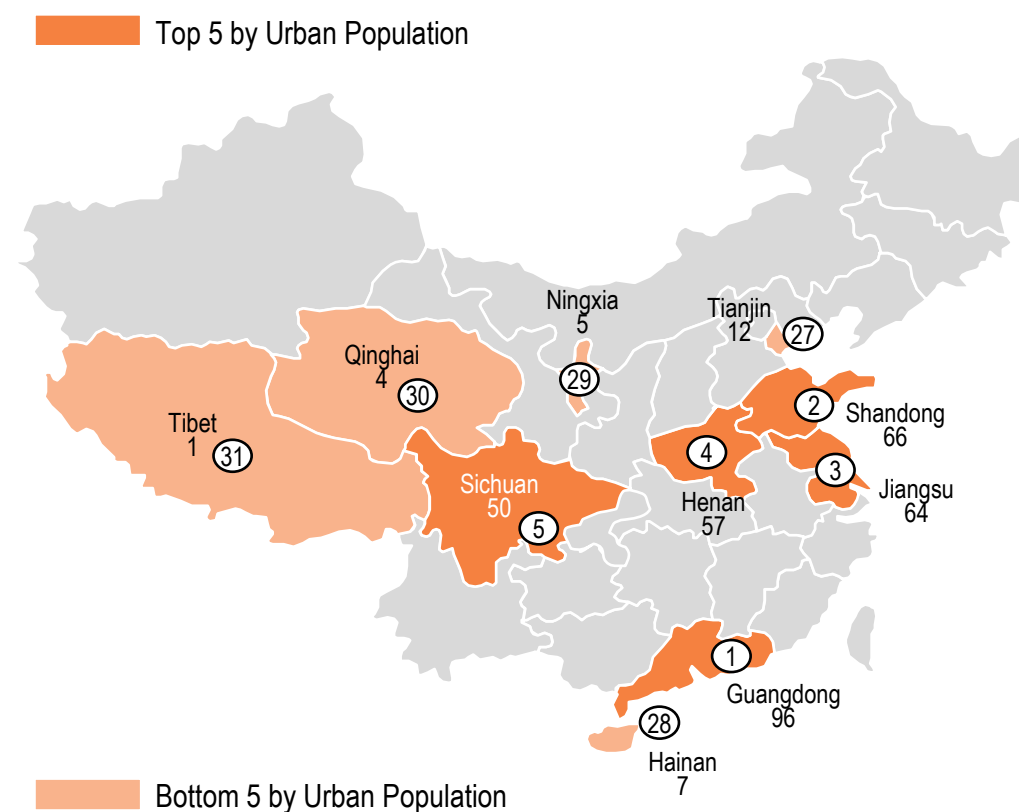 Top 5 by Urban Population
Ningxia
5
29
Tianjin
12
27
Qinghai
4
30
Tibet
1
31
2
Shandong
66
4
Henan
57
3
Jiangsu
64
Sichuan
50
5
1
Guangdong
96
28
Hainan
7
Bottom 5 by Urban Population